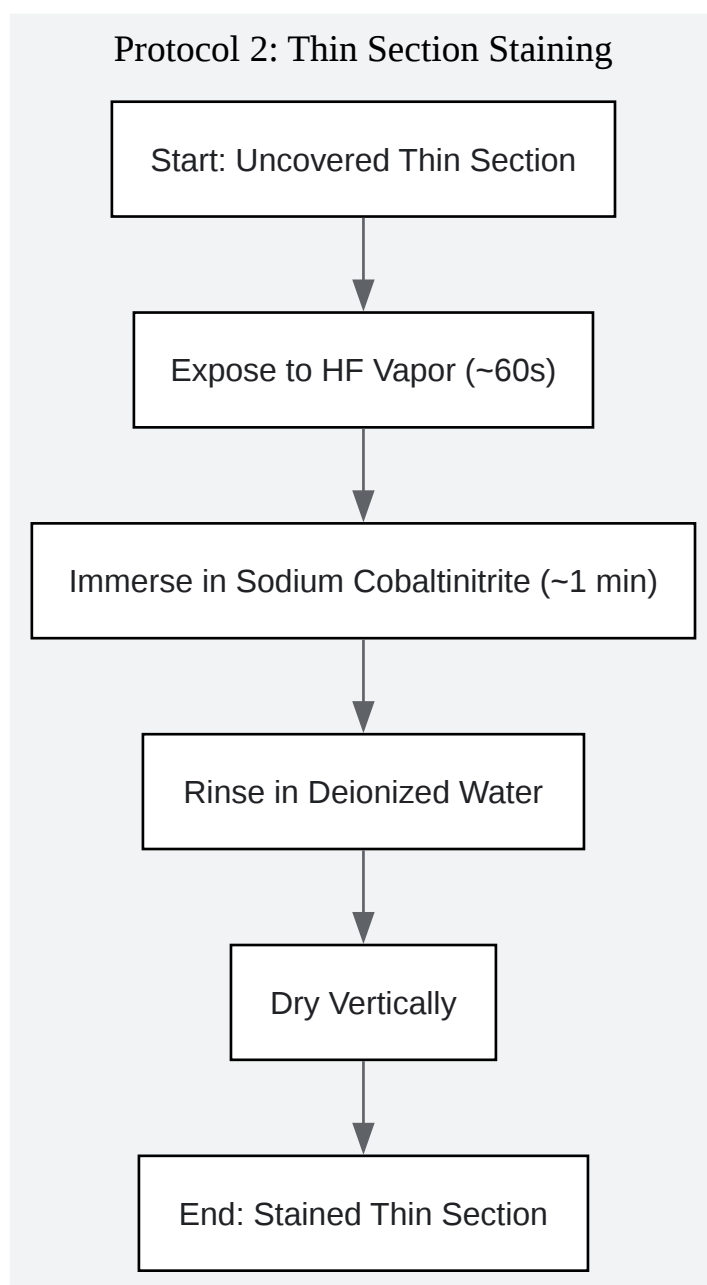 Protocol 2: Thin Section Staining
Start: Uncovered Thin Section
Expose to HF Vapor (~60s)
Immerse in Sodium Cobaltinitrite (~1 min)
Rinse in Deionized Water
Dry Vertically
End: Stained Thin Section